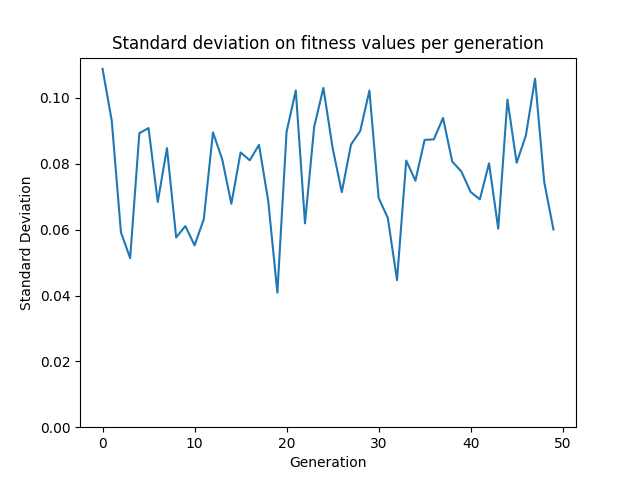 Standard deviation on fitness values per generation
0.10
0.08
0.06
0.04
0.02
0.00
Standard Deviation
0 10 20 30 40 50
Generation